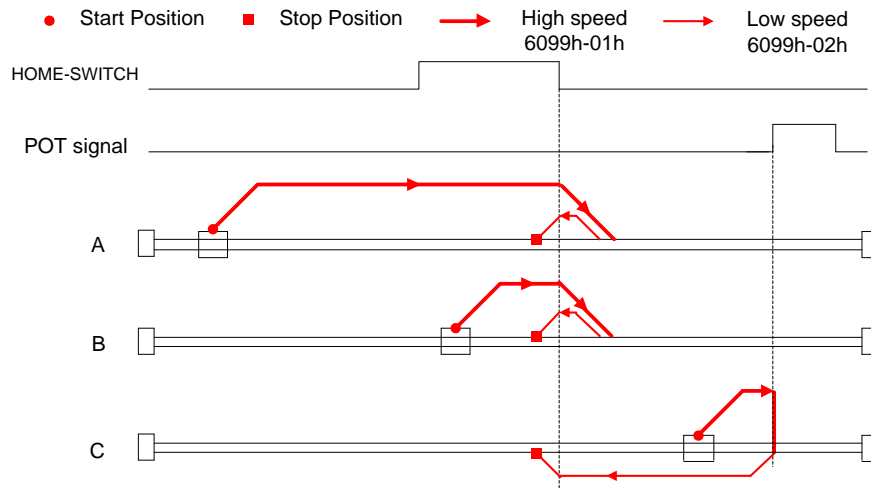 Start Position
Stop Position
High speed
6099h-01h
Low speed
6099h-02h
HOME-SWITCH
POT signal
A
B
C